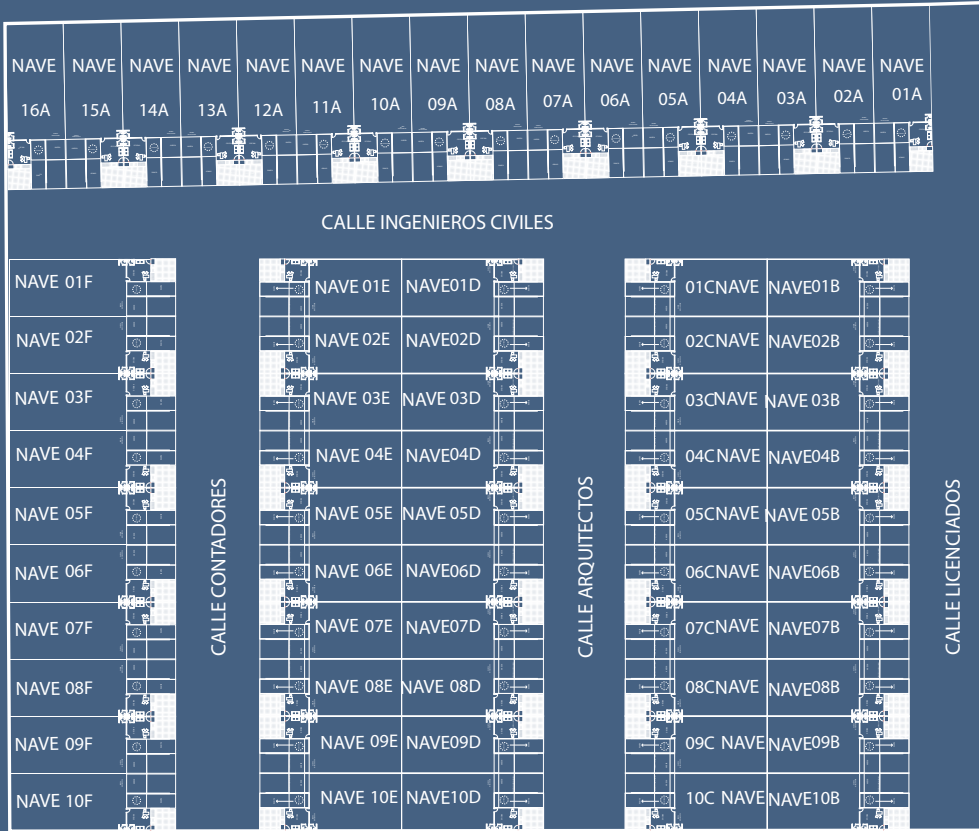 NAVE NAVE NAVE NAVE NAVE NAVE NAVE NAVE NAVE NAVE NAVE NAVE NAVE NAVE NAVE NAVE
16A 15A 14A 13A 12A 11A 10A 09A 08A 07A 06A 05A 04A 03A 02A 01A
CALLE INGENIEROS CIVILES
NAVE 01F NAVE 01E NAVE01D 01CNAVE NAVE01B
NAVE 02F NAVE 02E NAVE02D 02CNAVE NAVE02B
NAVE 03F NAVE 03E NAVE 03D 03CNAVE NAVE 03B
NAVE 04F NAVE 04E NAVE04D 04CNAVE NAVE04B
NAVE 05F NAVE 05E NAVE 05D 05CNAVE NAVE 05B
NAVE 06F NAVE 06E NAVE06D 06CNAVE NAVE06B
NAVE 07F NAVE 07E NAVE07D 07CNAVE NAVE07B
NAVE 08F NAVE 08E NAVE 08D 08CNAVE NAVE08B
NAVE 09F NAVE 09E NAVE09D 09C NAVE NAVE09B
NAVE 10F NAVE 10E NAVE10D 10C NAVE NAVE10B
CALLE CONTADORES
CALLE ARQUITECTOS
CALLE LICENCIADOS